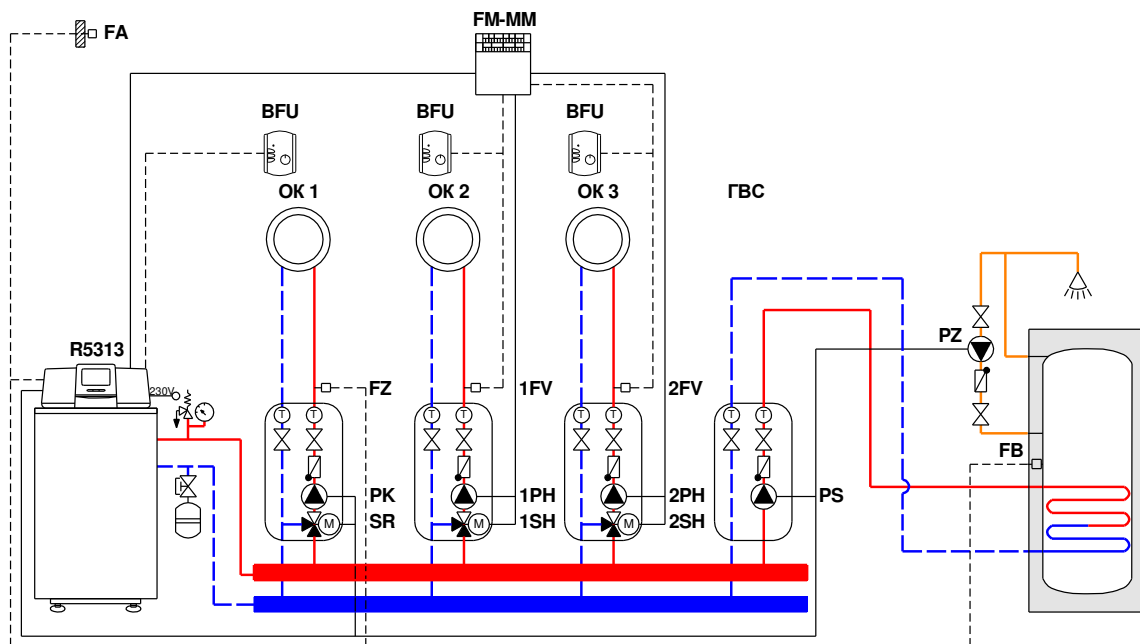 FA
FM-MM
BFU
BFU
BFU
ОК 1
ОК 2
ОК 3
ГВС
R5313
230V
PZ
FZ
1FV
2FV
T
T
T
T
T
T
T
T
FB
PK
1PH
2PH
PS
M
SR
M
1SH
M
2SH